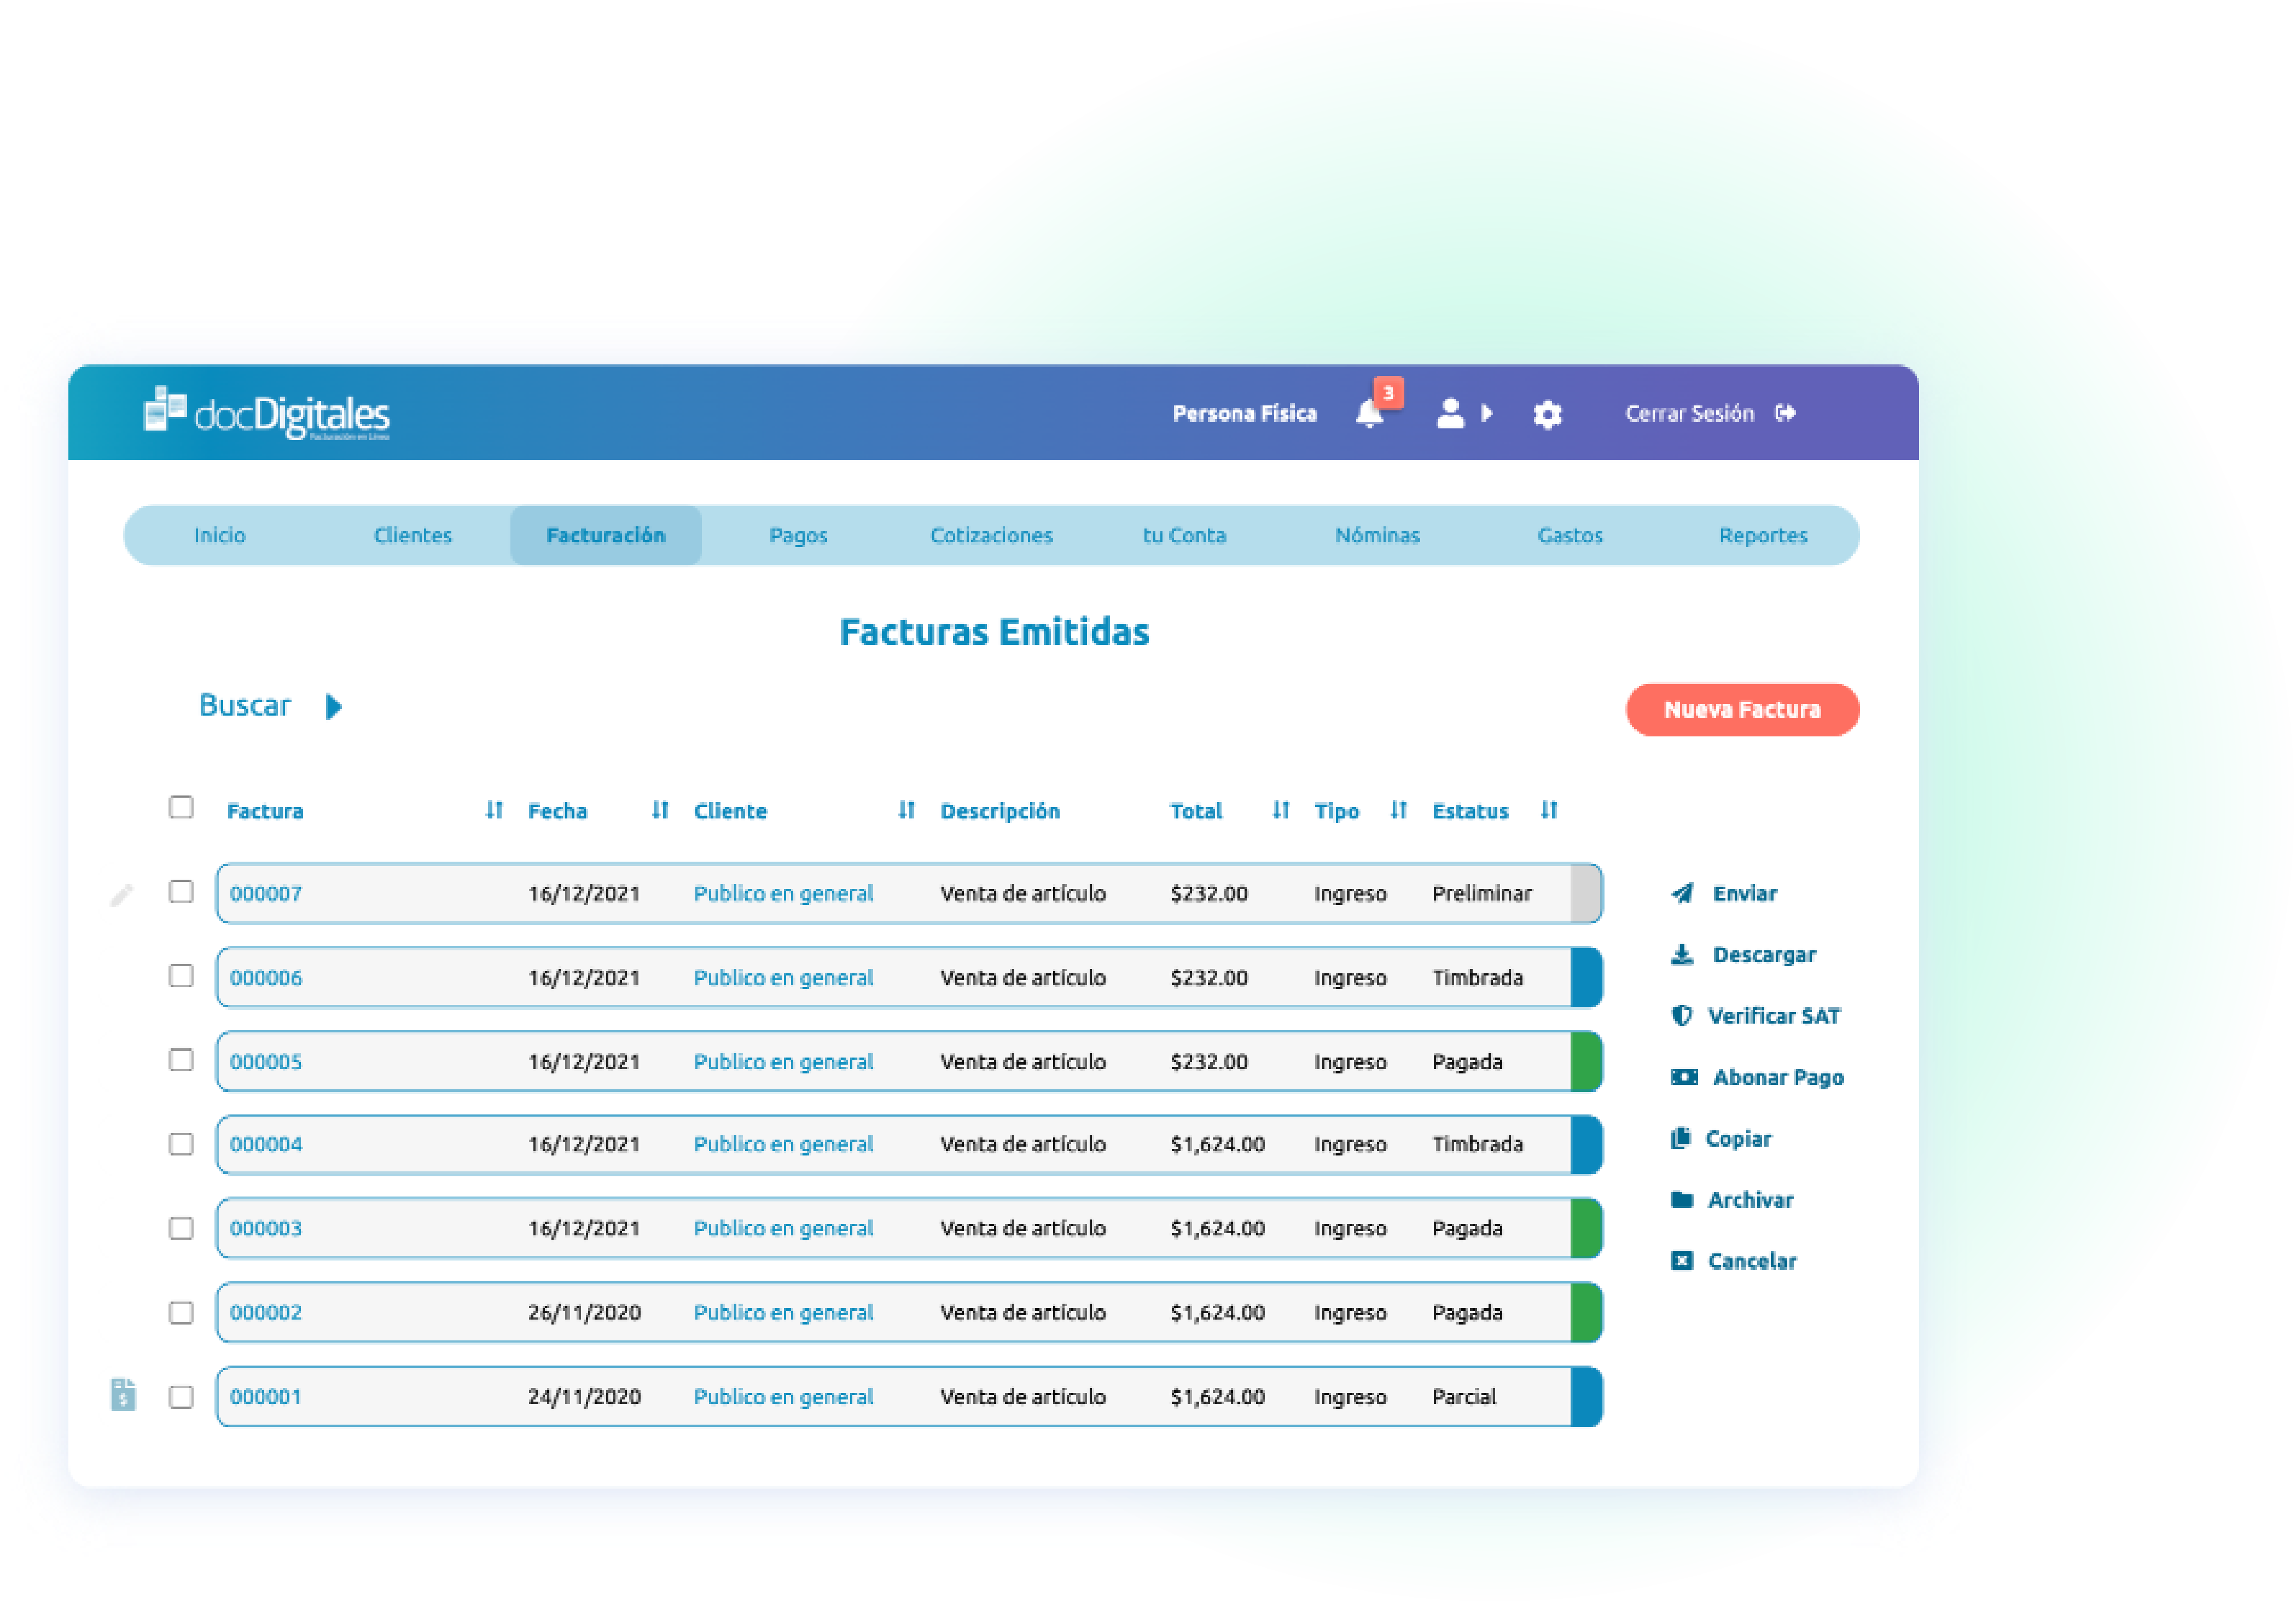 docDigitales
Facturación en Línea
Persona Física 3 Cerrar Sesión
Inicio Clientes Facturación Pagos Cotizaciones tu Conta Nóminas Gastos Reportes
Facturas Emitidas
Buscar Nueva Factura
Factura Fecha Cliente Descripción Total Tipo Estatus
000007 16/12/2021 Publico en general Venta de artículo $232.00 Ingreso Preliminar
000006 16/12/2021 Publico en general Venta de artículo $232.00 Ingreso Timbrada
000005 16/12/2021 Publico en general Venta de artículo $232.00 Ingreso Pagada
000004 16/12/2021 Publico en general Venta de artículo $1,624.00 Ingreso Timbrada
000003 16/12/2021 Publico en general Venta de artículo $1,624.00 Ingreso Pagada
000002 26/11/2020 Publico en general Venta de artículo $1,624.00 Ingreso Pagada
000001 24/11/2020 Publico en general Venta de artículo $1,624.00 Ingreso Parcial
Enviar
Descargar
Verificar SAT
Abonar Pago
Copiar
Archivar
Cancelar